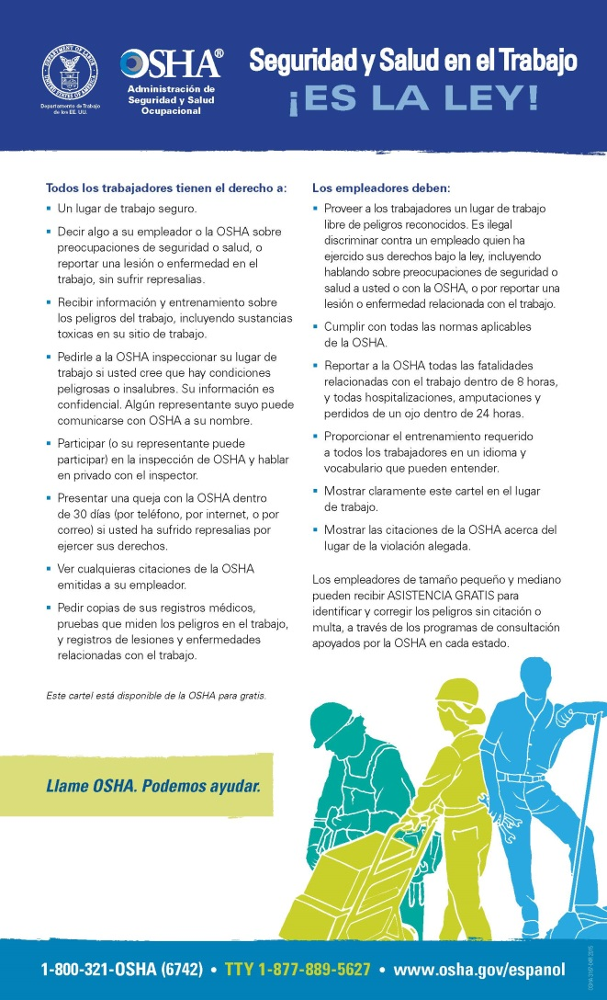 DEPARTMENT OF LABOR
UNITED STATES OF AMERICA
Departamento de Trabajo
de los EE. UU.
OSHA®
Administración de
Seguridad y Salud
Ocupacional
Seguridad y Salud en el Trabajo
¡ES LA LEY!
Todos los trabajadores tienen el derecho a:
▪ Un lugar de trabajo seguro.
▪ Decir algo a su empleador o la OSHA sobre
preocupaciones de seguridad o salud, o
reportar una lesión o enfermedad en el
trabajo, sin sufrir represalias.
▪ Recibir información y entrenamiento sobre
los peligros del trabajo, incluyendo sustancias
toxicas en su sitio de trabajo.
▪ Pedirle a la OSHA inspeccionar su lugar de
trabajo si usted cree que hay condiciones
peligrosas o insalubres. Su información es
confidencial. Algún representante suyo puede
comunicarse con OSHA a su nombre.
▪ Participar (o su representante puede
participar) en la inspección de OSHA y hablar
en privado con el inspector.
▪ Presentar una queja con la OSHA dentro
de 30 días (por teléfono, por internet, o por
correo) si usted ha sufrido represalias por
ejercer sus derechos.
▪ Ver cualquieras citaciones de la OSHA
emitidas a su empleador.
▪ Pedir copias de sus registros médicos,
pruebas que miden los peligros en el trabajo,
y registros de lesiones y enfermedades
relacionadas con el trabajo.
Este cartel está disponible de la OSHA para gratis.
Llame OSHA. Podemos ayudar.
Los empleadores deben:
▪ Proveer a los trabajadores un lugar de trabajo
libre de peligros reconocidos. Es ilegal
discriminar contra un empleado quien ha
ejercido sus derechos bajo la ley, incluyendo
hablando sobre preocupaciones de seguridad o
salud a usted o con la OSHA, o por reportar una
lesión o enfermedad relacionada con el trabajo.
▪ Cumplir con todas las normas aplicables
de la OSHA.
▪ Reportar a la OSHA todas las fatalidades
relacionadas con el trabajo dentro de 8 horas,
y todas hospitalizaciones, amputaciones y
perdidos de un ojo dentro de 24 horas.
▪ Proporcionar el entrenamiento requerido
a todos los trabajadores en un idioma y
vocabulario que pueden entender.
▪ Mostrar claramente este cartel en el lugar
de trabajo.
▪ Mostrar las citaciones de la OSHA acerca del
lugar de la violación alegada.
Los empleadores de tamaño pequeño y mediano
pueden recibir ASISTENCIA GRATIS para
identificar y corregir los peligros sin citación o
multa, a través de los programas de consultación
apoyados por la OSHA en cada estado.
1-800-321-OSHA (6742) • TTY 1-877-889-5627 • www.osha.gov/espanol